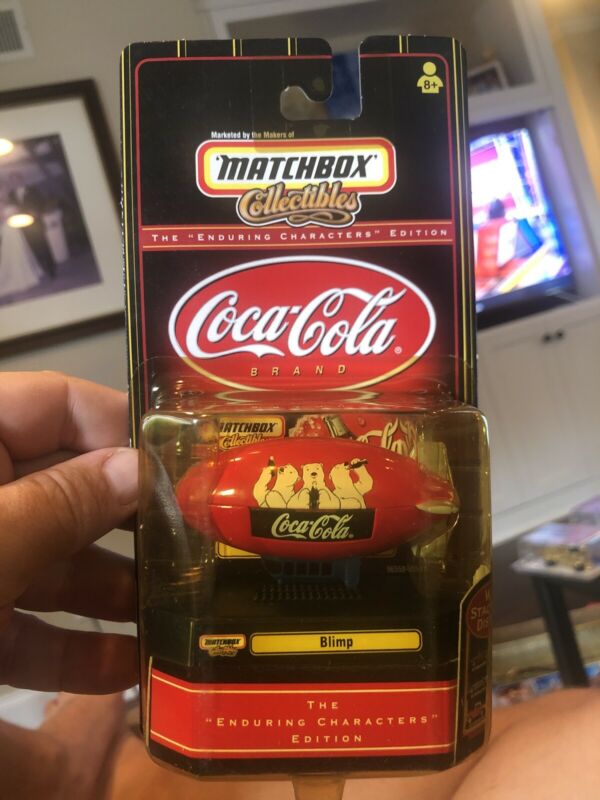 8+
Marketed by the Makers of
MATCHBOX
Collectibles
THE "ENDURING CHARACTERS" EDITION
Coca-Cola
BRAND
MATCHBOX
Collectibles
Coca-Cola
MATCHBOX
Collectibles
Blimp
THE
"ENDURING CHARACTERS"
EDITION